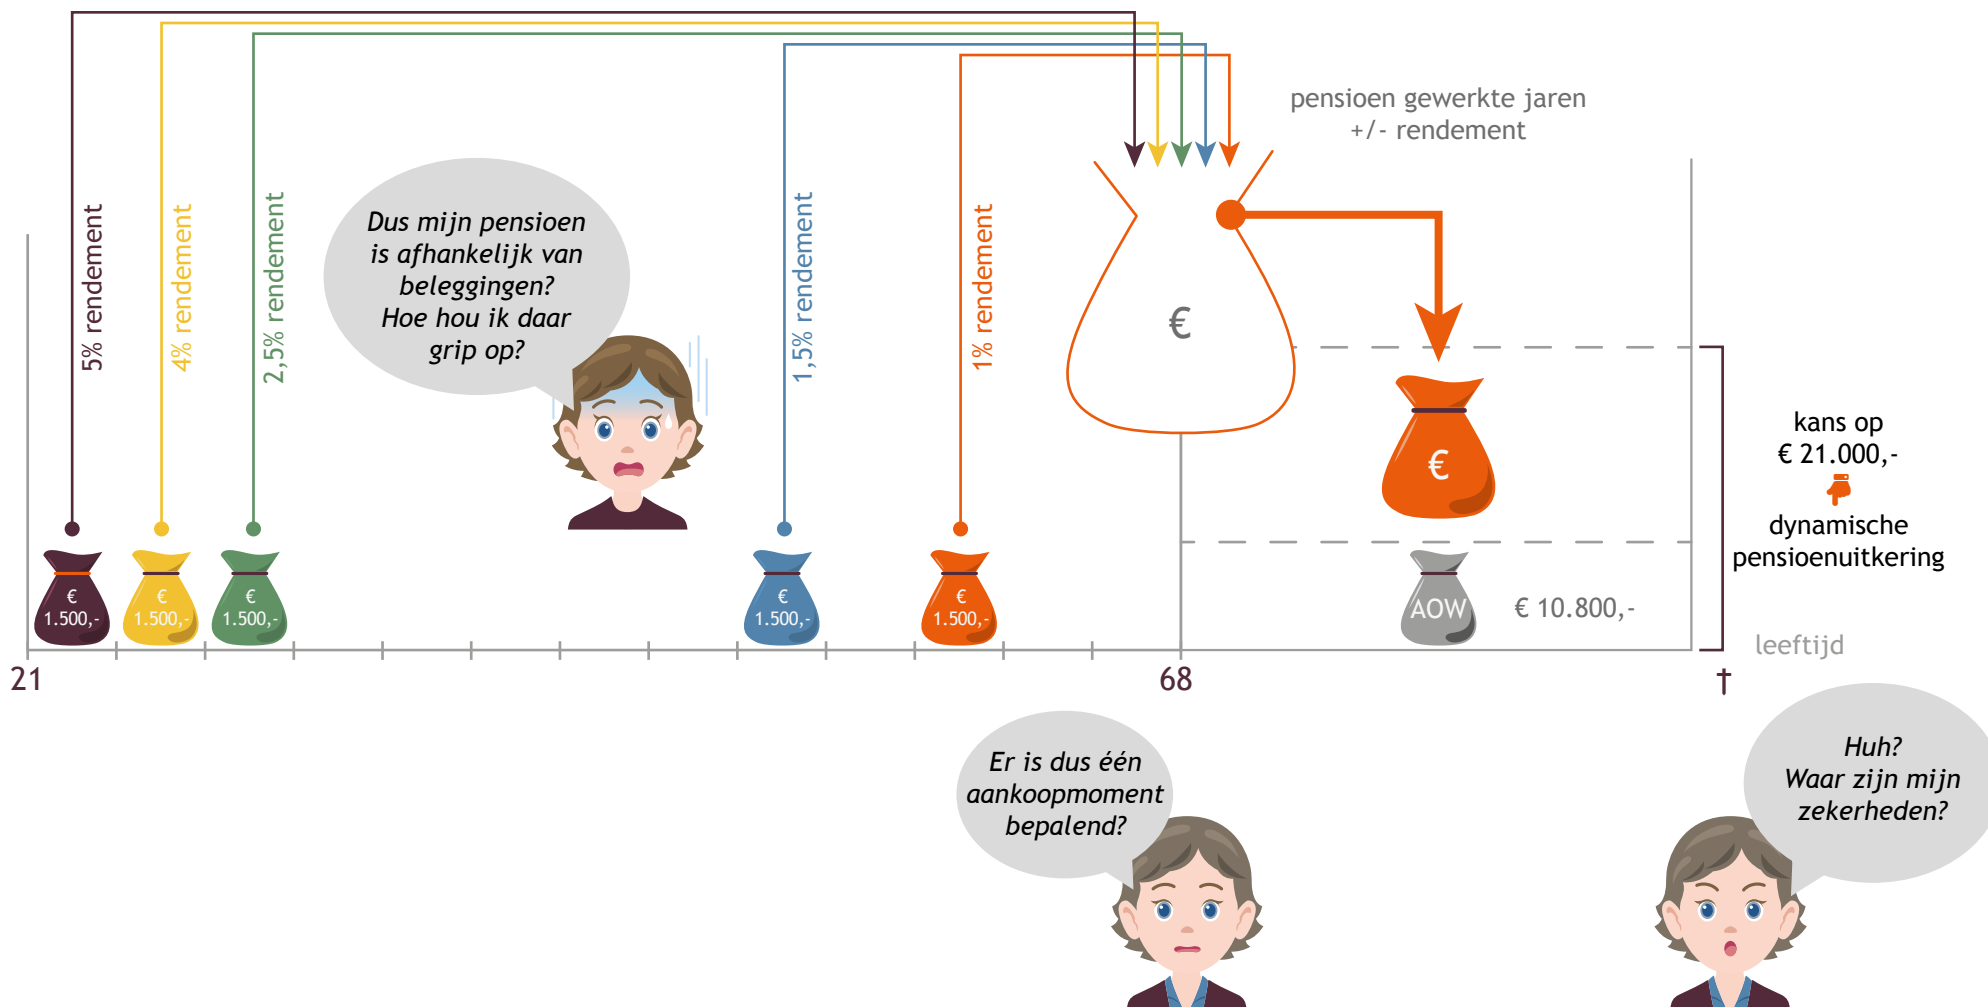 pensioen gewerkte jaren
+/- rendement
5% rendement
4% rendement
2,5% rendement
Dus mijn pensioen
is afhankelijk van
beleggingen?
Hoe hou ik daar
grip op?
1,5% rendement
1% rendement
€
€
kans op
€ 21.000,-
dynamische
pensioenuitkering
€
1.500,-
€
1.500,-
€
1.500,-
€
1.500,-
€
1.500,-
AOW
€ 10.800,-
leeftijd
21
68
†
Er is dus één
aankoopmoment
bepalend?
Huh?
Waar zijn mijn
zekerheden?